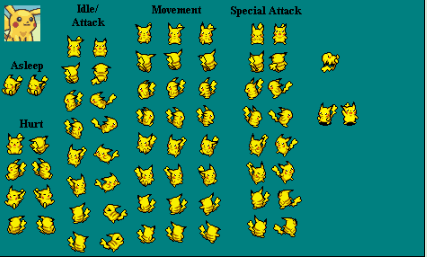 Idle/
Attack
Movement
Special Attack
Asleep
Hurt